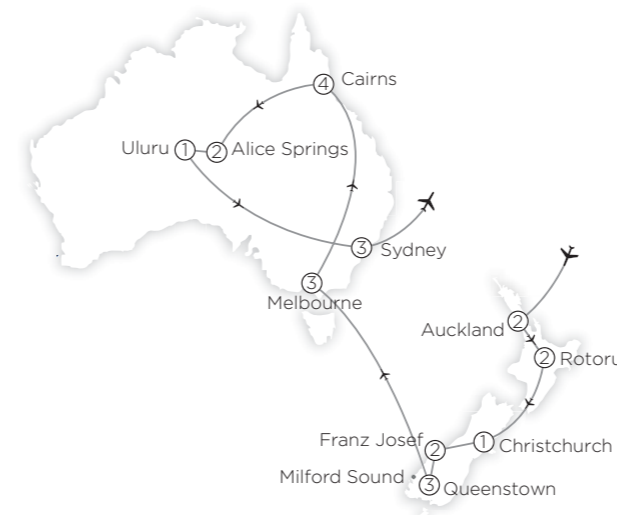 4 Cairns
Uluru 1 2 Alice Springs
3 Sydney
3
Melbourne
2
Auckland
2 Rotoru
Franz Josef 2 1 Christchurch
Milford Sound
3 Queenstown